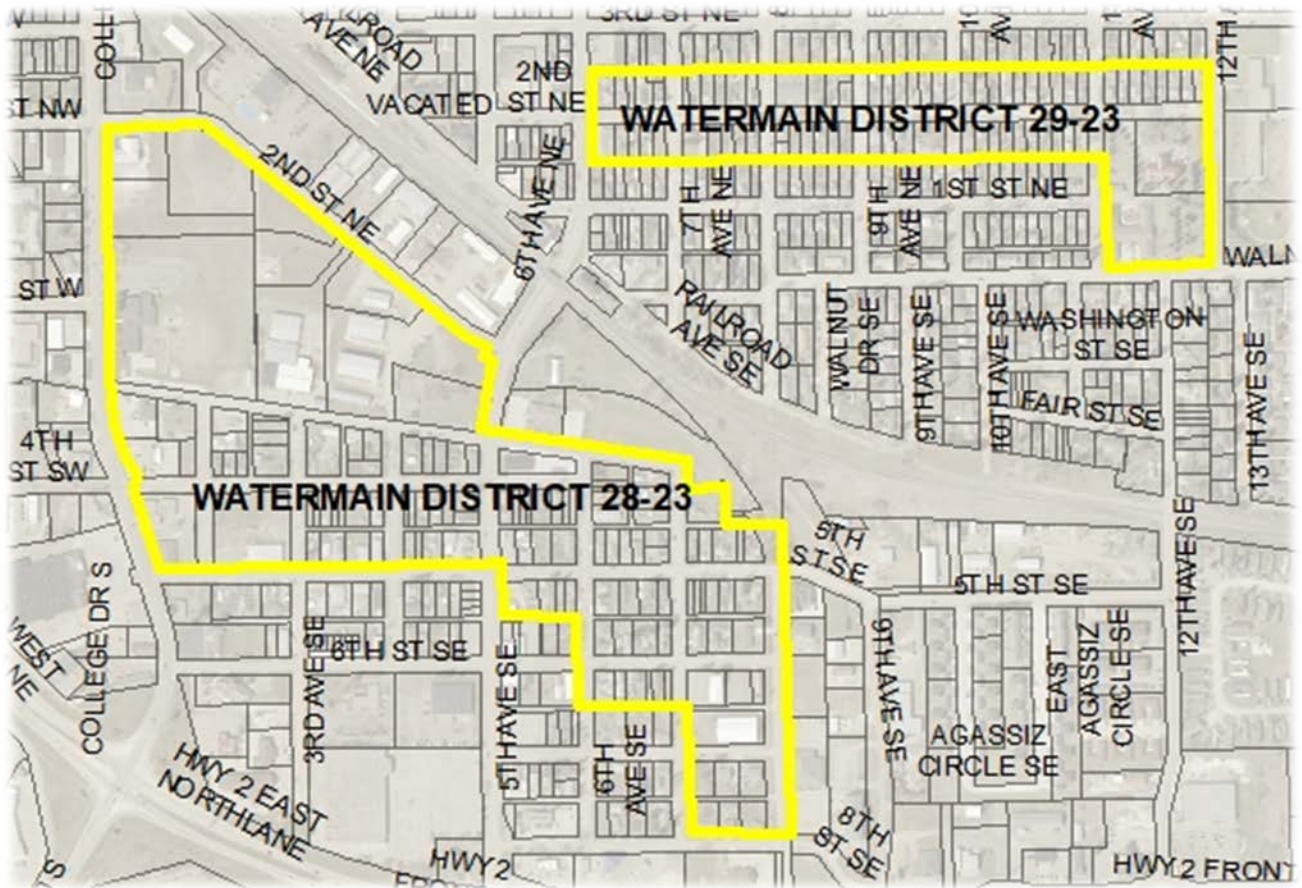 3RD ST NE
COLL
RAILROAD
AVE NE
12TH A
2ND
VACATED ST NE
ST NW
WATERMAIN DISTRICT 29-23
2ND ST NE
6TH AVE NE
7TH
AVE NE
9TH
AVE NE
1ST ST NE
WALN
ST W
RAILROAD
AVE SE
WALNUT
DR SE
9TH AVE SE
10TH AVE SE
WASHINGTON
ST SE
FAIR ST SE
13TH AVE SE
4TH
ST SW
WATERMAIN DISTRICT 28-23
5TH
ST SE
5TH ST SE
12TH AVE SE
COLLEGE DR S
WEST
NE
3RD AVE SE
6TH ST SE
5TH AVE SE
9TH AVE SE
EAST
AGASSIZ
CIRCLE SE
AGASSIZ
CIRCLE SE
6TH
AVE SE
HWY 2 EAST
NORTH LANE
8TH
ST SE
HWY 2
HWY 2 FRONT
S